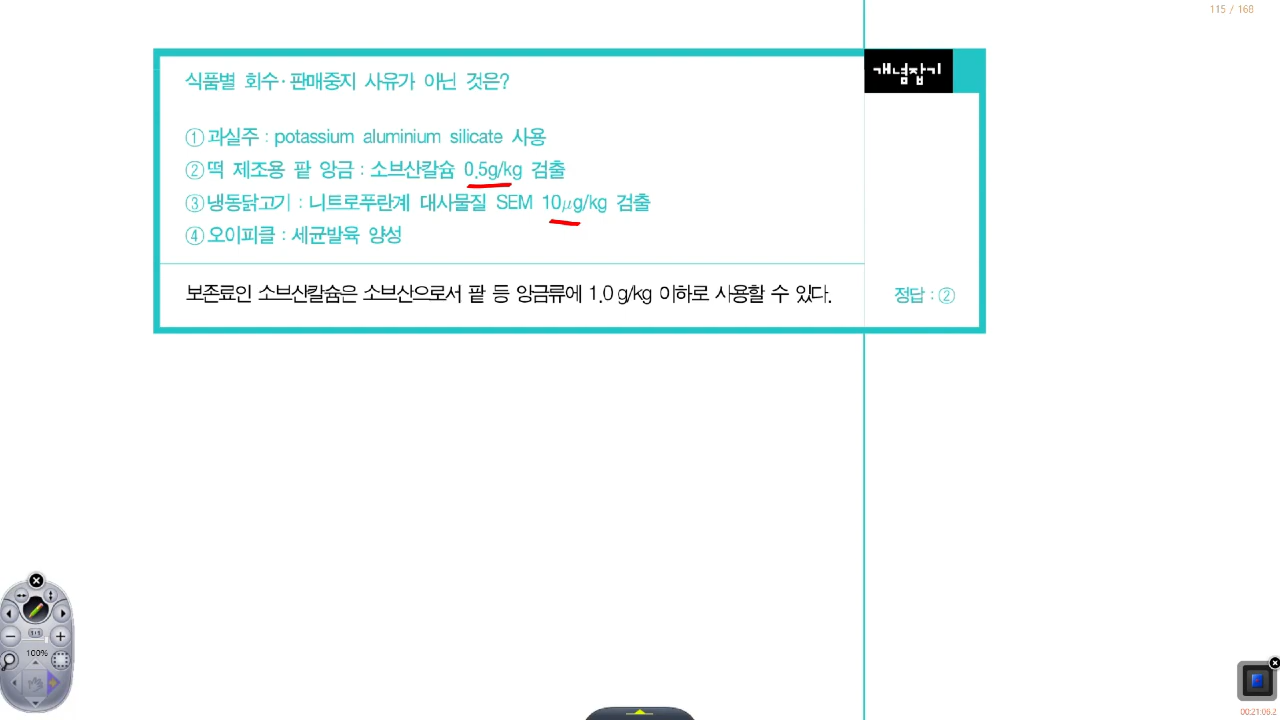 115 / 168
개념잡기
식품별 회수·판매중지 사유가 아닌 것은?
① 과실주 : potassium aluminium silicate 사용
② 떡 제조용 팥 앙금 : 소브산칼슘 0.5g/kg 검출
③ 냉동닭고기 : 니트로푸란계 대사물질 SEM 10μg/kg 검출
④ 오이피클 : 세균발육 양성
보존료인 소브산칼슘은 소브산으로서 팥 등 앙금류에 1.0 g/kg 이하로 사용할 수 있다.
정답 : ②
1/1
100%
00:21:06.2